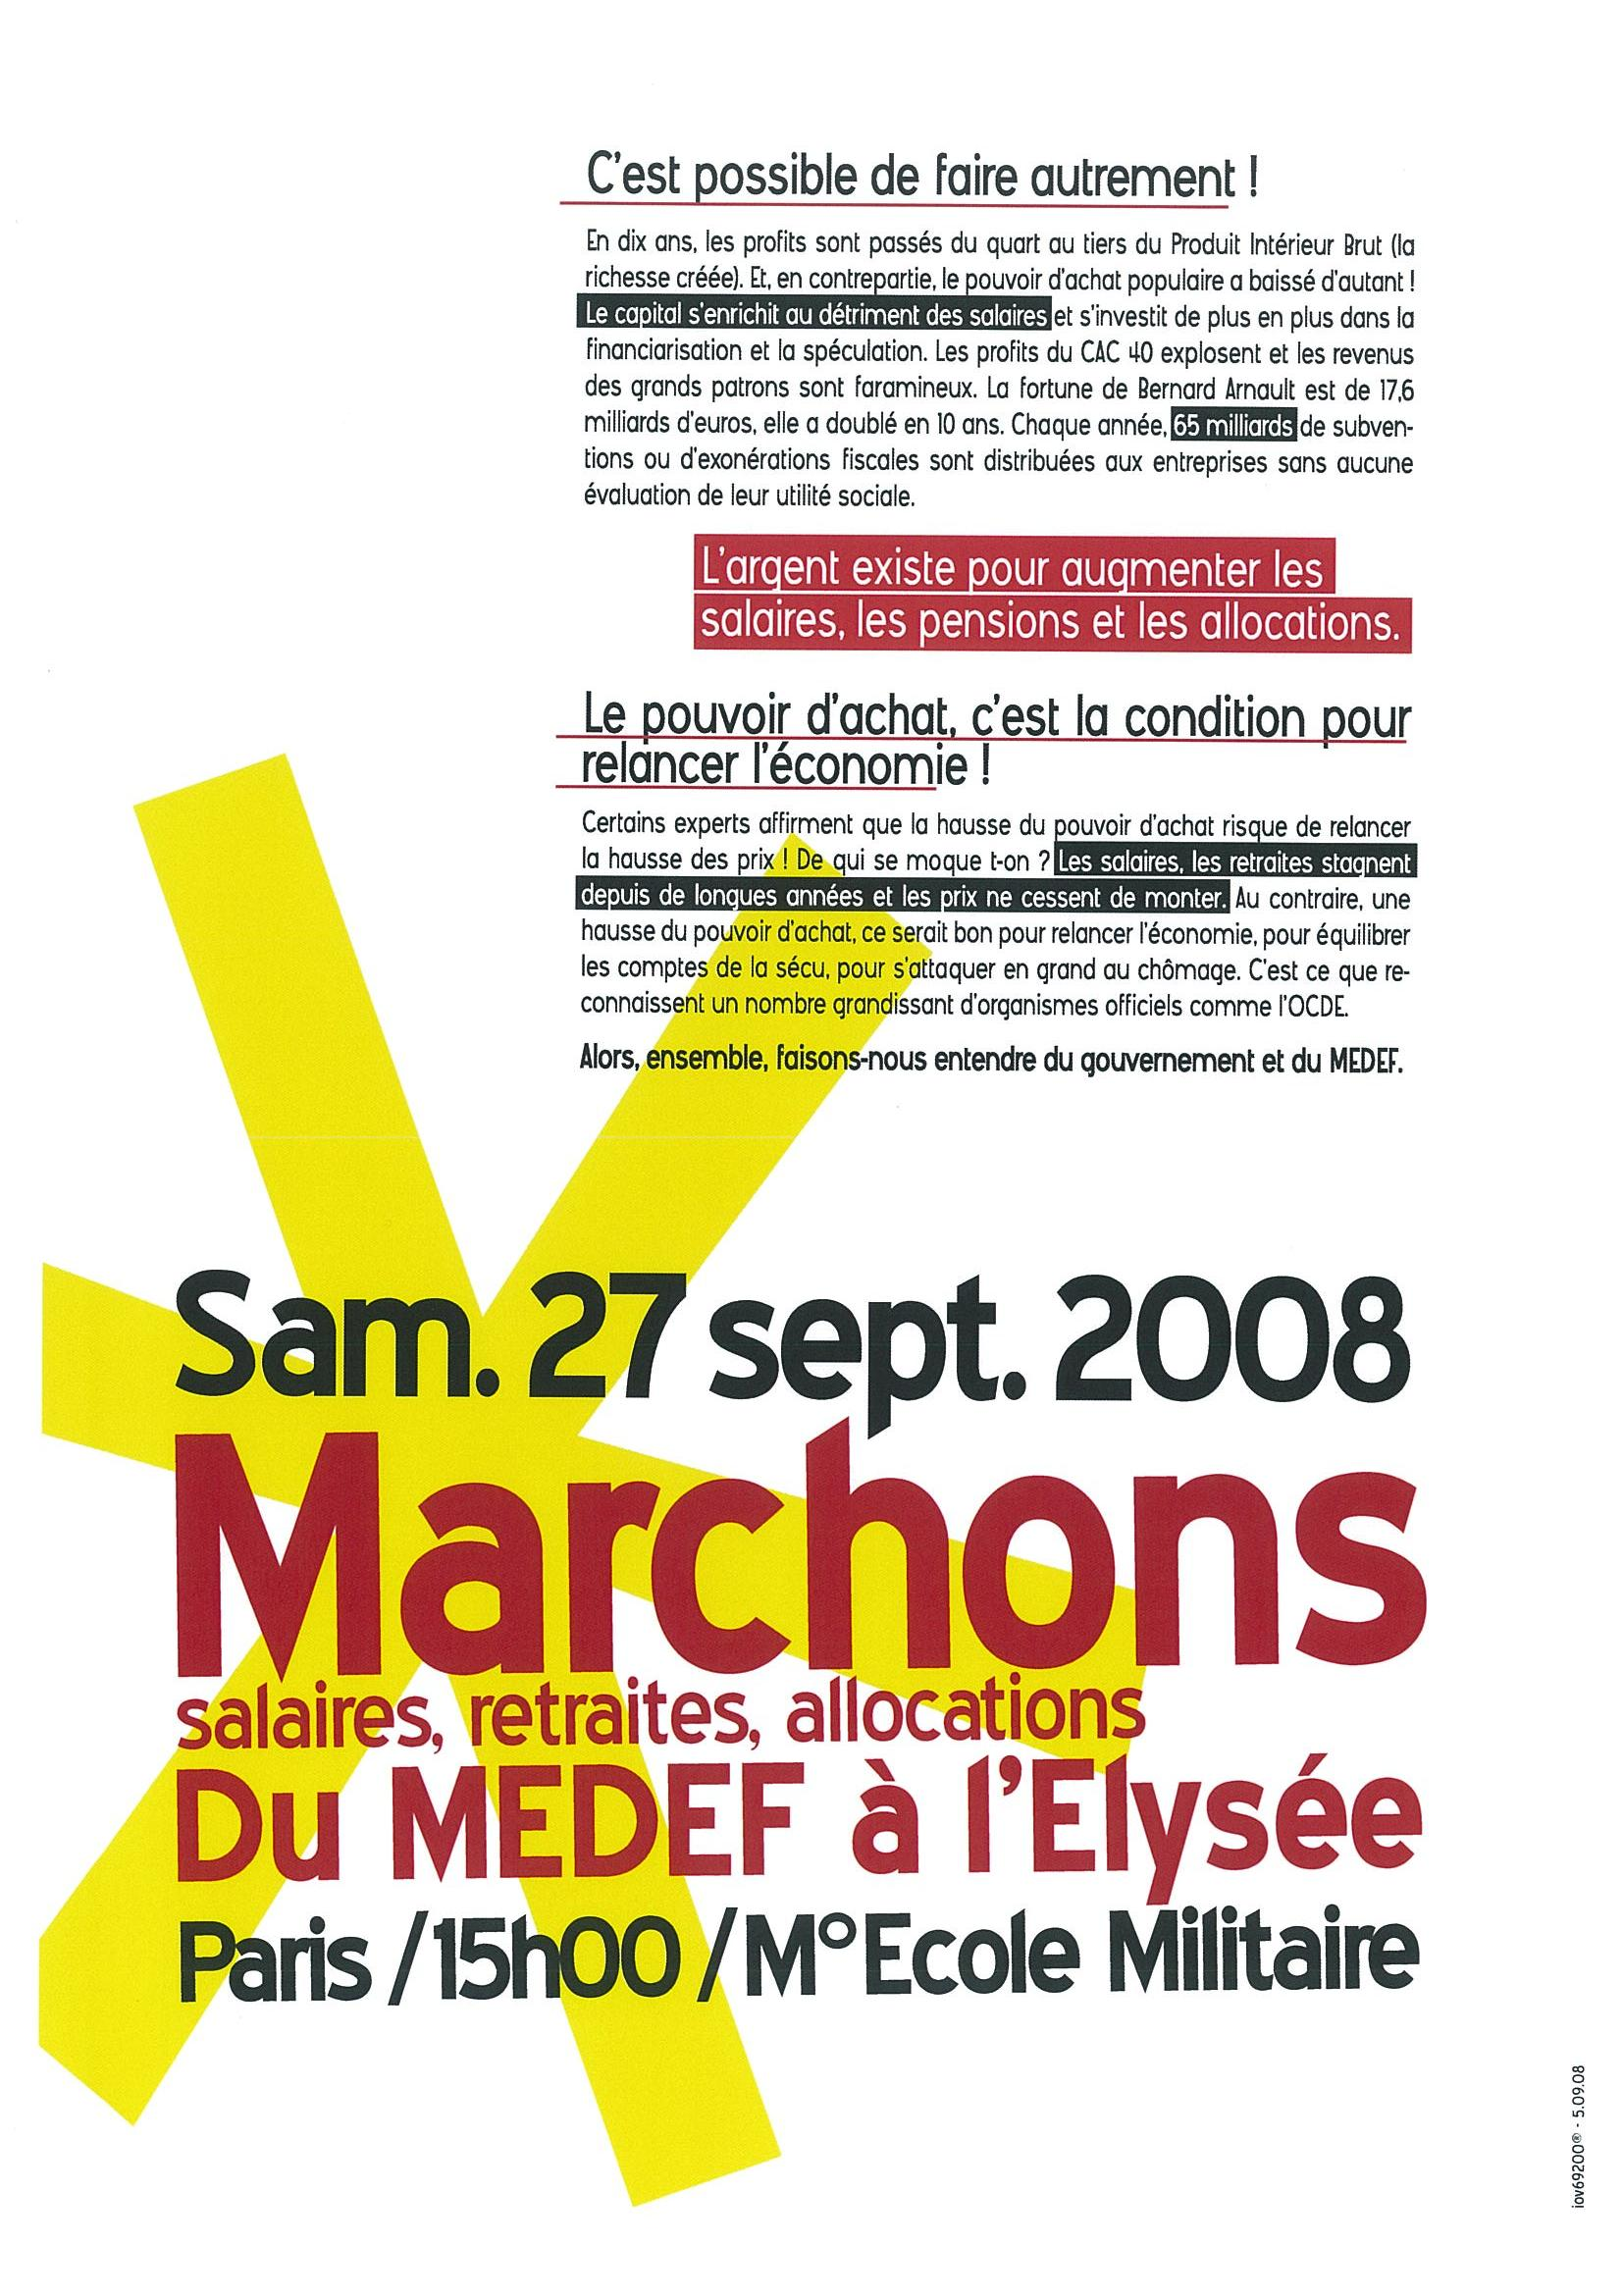 C'est possible de faire autrement !
En dix ans, les profits sont passés du quart au tiers du Produit Intérieur Brut (la
richesse créée). Et, en contrepartie, le pouvoir d'achat populaire a baissé d'autant !
Le capital s'enrichit au détriment des salaires et s'investit de plus en plus dans la
financiarisation et la spéculation. Les profits du CAC 40 explosent et les revenus
des grands patrons sont faramineux. La fortune de Bernard Arnault est de 17,6
milliards d'euros, elle a doublé en 10 ans. Chaque année, 65 milliards de subven-
tions ou d'exonérations fiscales sont distribuées aux entreprises sans aucune
évaluation de leur utilité sociale.
L'argent existe pour augmenter les
salaires, les pensions et les allocations.
Le pouvoir d'achat, c'est la condition pour
relancer l'économie !
Certains experts affirment que la hausse du pouvoir d'achat risque de relancer
la hausse des prix ! De qui se moque t-on ? Les salaires, les retraites stagnent
depuis de longues années et les prix ne cessent de monter. Au contraire, une
hausse du pouvoir d'achat, ce serait bon pour relancer l'économie, pour équilibrer
les comptes de la sécu, pour s'attaquer en grand au chômage. C'est ce que re-
connaissent un nombre grandissant d'organismes officiels comme l'OCDE.
Alors, ensemble, faisons-nous entendre du gouvernement et du MEDEF.
Sam. 27 sept. 2008
Marchons
salaires, retraites, allocations
Du MEDEF à l'Elysée
Paris / 15h00 / M° Ecole Militaire
iov69200® - 5.09.08